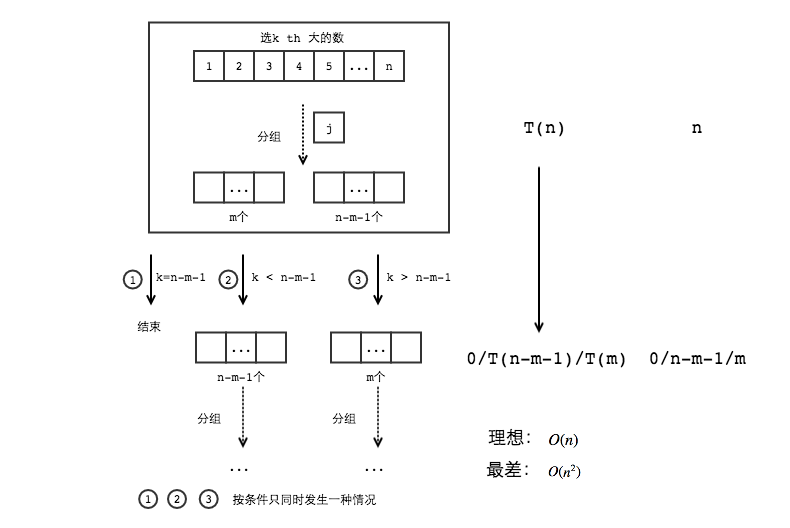 选k th 大的数
1 2 3 4 5 ... n
分组 j
... ...
m个 n-m-1个
T(n) n
① k=n-m-1 ② k < n-m-1 ③ k > n-m-1
结束
... ...
n-m-1个 m个
0/T(n-m-1)/T(m) 0/n-m-1/m
分组 分组
... ...
理想： O(n)
最差： O(n²)
① ② ③ 按条件只同时发生一种情况